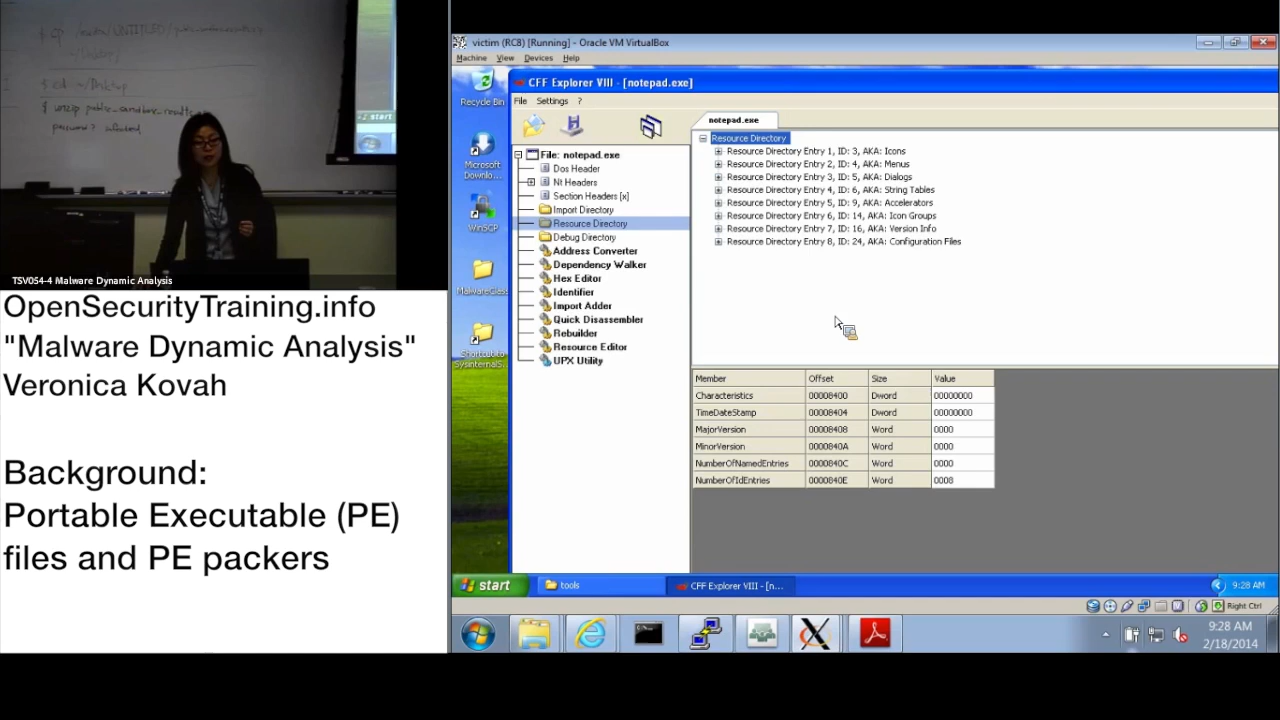 TSV054-4 Malware Dynamic Analysis
OpenSecurityTraining.info
"Malware Dynamic Analysis"
Veronica Kovah
Background:
Portable Executable (PE)
files and PE packers
start
victim (RC8) [Running] - Oracle VM VirtualBox
Machine View Devices Help
Recycle Bin
Microsoft
Downlo...
WinSCP
MalwareClas
Shortcut to
Sysinternals.
CFF Explorer VIII - [notepad.exe]
File Settings ?
notepad.exe
File: notepad.exe
Dos Header
Nt Headers
Section Headers [x]
Import Directory
Resource Directory
Debug Directory
Address Converter
Dependency Walker
Hex Editor
Identifier
Import Adder
Quick Disassembler
Rebuilder
Resource Editor
UPX Utility
Resource Directory
Resource Directory Entry 1, ID: 3, AKA: Icons
Resource Directory Entry 2, ID: 4, AKA: Menus
Resource Directory Entry 3, ID: 5, AKA: Dialogs
Resource Directory Entry 4, ID: 6, AKA: String Tables
Resource Directory Entry 5, ID: 9, AKA: Accelerators
Resource Directory Entry 6, ID: 14, AKA: Icon Groups
Resource Directory Entry 7, ID: 16, AKA: Version Info
Resource Directory Entry 8, ID: 24, AKA: Configuration Files
Member Offset Size Value
Characteristics 00008400 Dword 00000000
TimeDateStamp 00008404 Dword 00000000
MajorVersion 00008408 Word 0000
MinorVersion 0000840A Word 0000
NumberOfNamedEntries 0000840C Word 0000
NumberOfIdEntries 0000840E Word 0008
start tools CFF Explorer VIII - [n... 9:28 AM
Right Ctrl
9:28 AM
2/18/2014